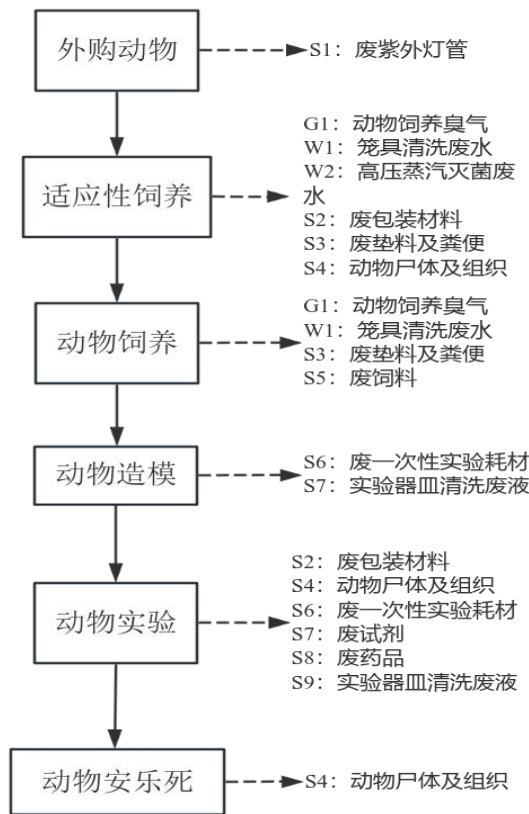 外购动物
S1：废紫外灯管
适应性饲养
G1：动物饲养臭气
W1：笼具清洗废水
W2：高压蒸汽灭菌废
水
S2：废包装材料
S3：废垫料及粪便
S4：动物尸体及组织
动物饲养
G1：动物饲养臭气
W1：笼具清洗废水
S3：废垫料及粪便
S5：废饲料
动物造模
S6：废一次性实验耗材
S7：实验器皿清洗废液
动物实验
S2：废包装材料
S4：动物尸体及组织
S6：废一次性实验耗材
S7：废试剂
S8：废药品
S9：实验器皿清洗废液
动物安乐死
S4：动物尸体及组织